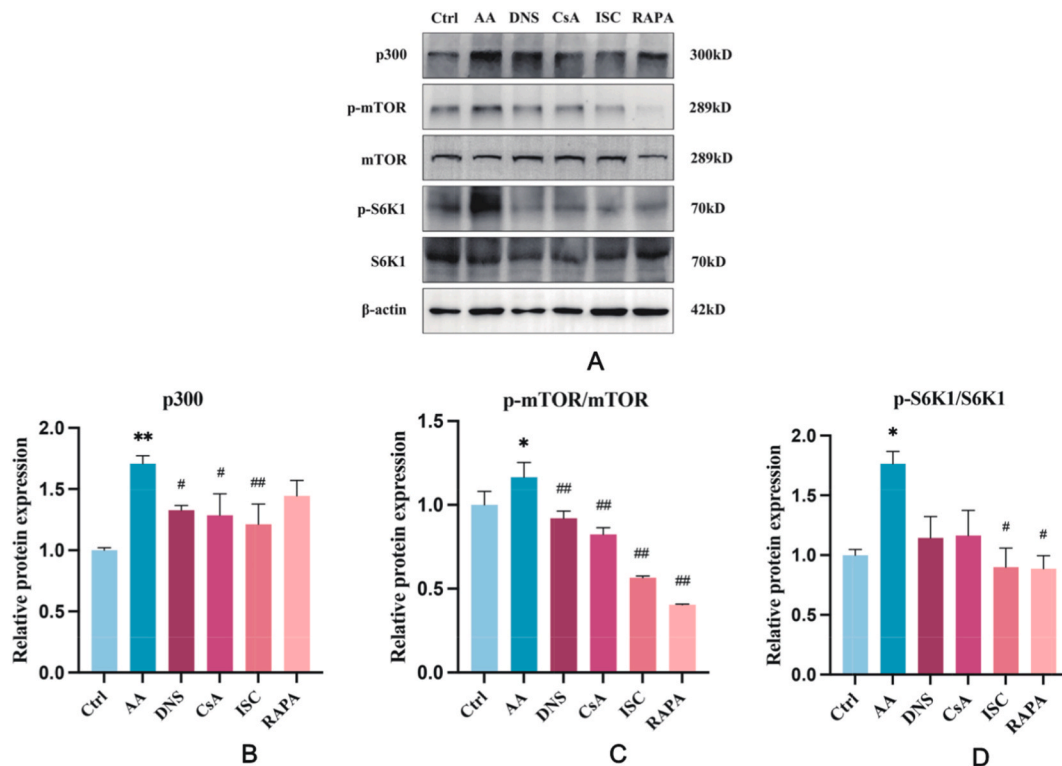 Ctrl AA DNS CsA ISC RAPA
p300 300kD
p-mTOR 289kD
mTOR 289kD
p-S6K1 70kD
S6K1 70kD
β-actin 42kD
A
p300
Relative protein expression
2.0
1.5
1.0
0.5
0.0
**
#
#
##
Ctrl AA DNS CsA ISC RAPA
B
p-mTOR/mTOR
Relative protein expression
1.5
1.0
0.5
0.0
*
##
##
##
##
Ctrl AA DNS CsA ISC RAPA
C
p-S6K1/S6K1
Relative protein expression
2.0
1.5
1.0
0.5
0.0
*
#
#
Ctrl AA DNS CsA ISC RAPA
D